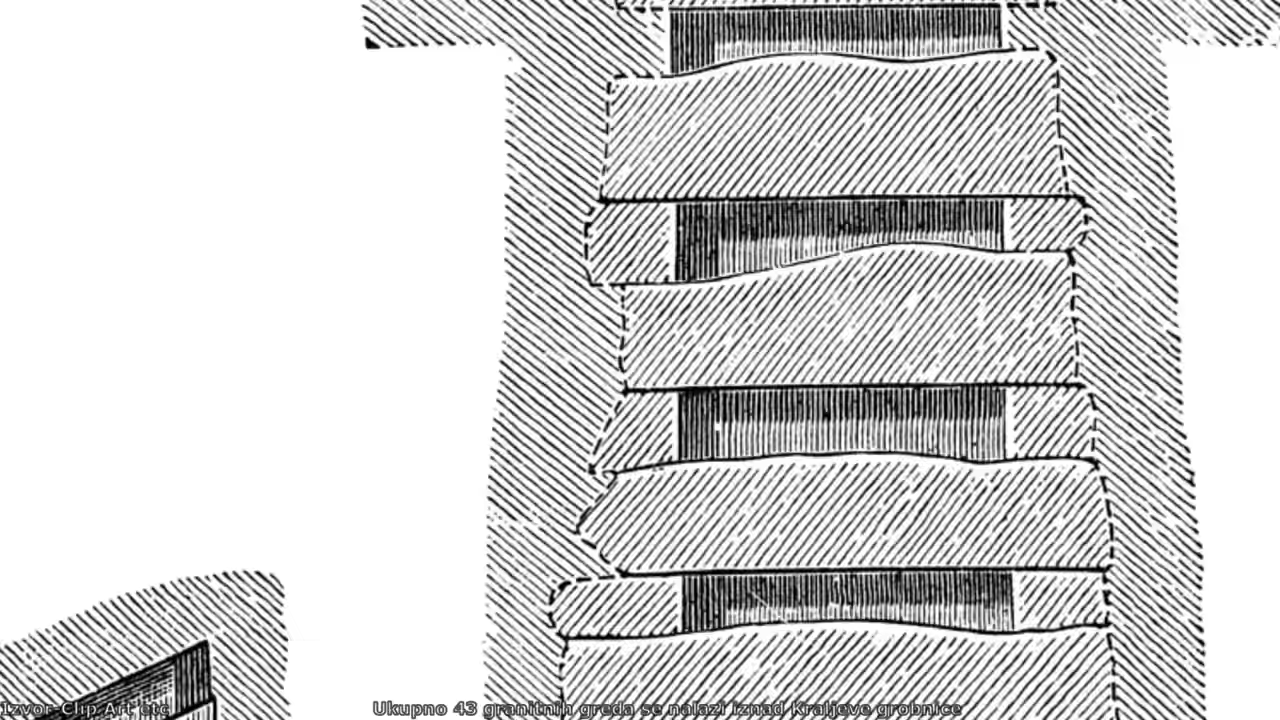 Izvor-Clip Art etc
Ukupno 43 granitnih greda se nalazi iznad Kraljeve grobnice